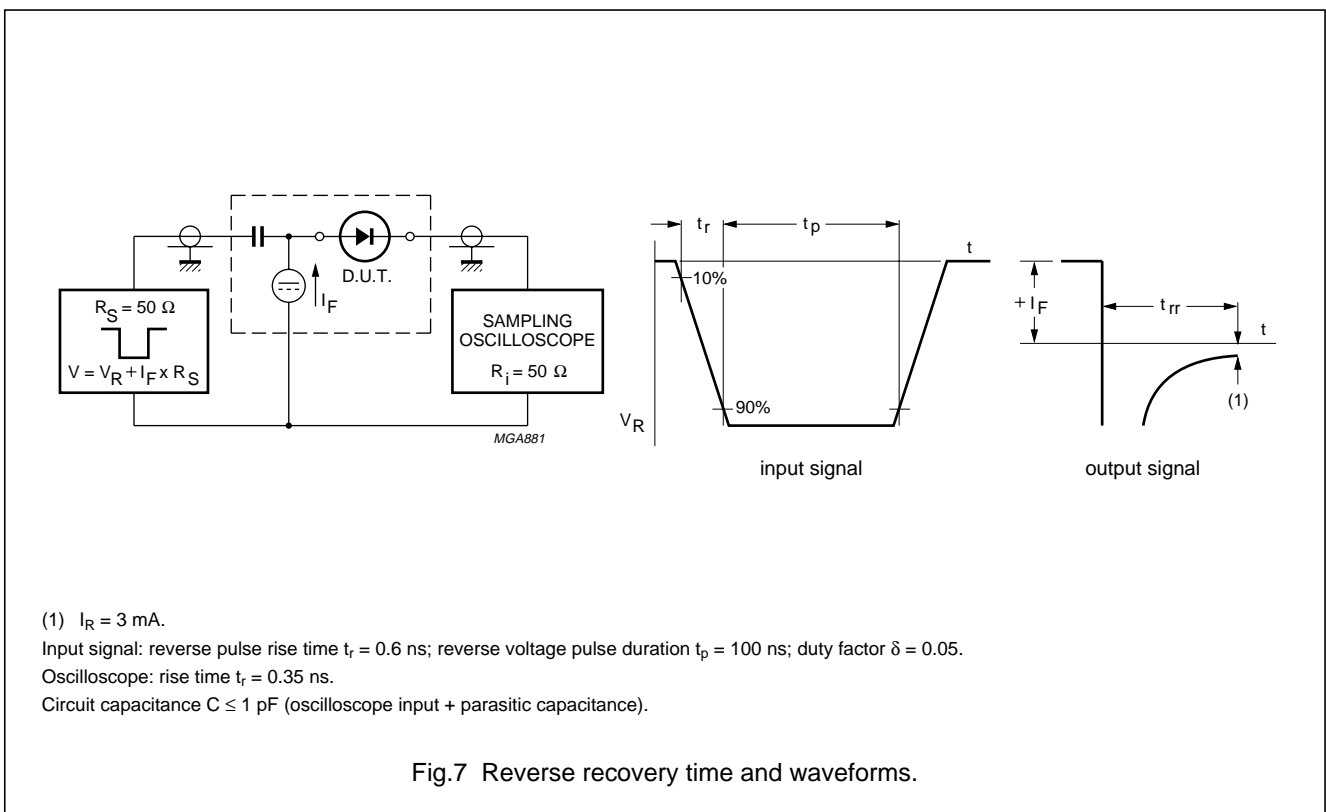 R_S = 50 Ω
V = V_R + I_F x R_S
I_F
D.U.T.
SAMPLING
OSCILLOSCOPE
R_i = 50 Ω
MGA881
t_r
t_p
t
10%
90%
V_R
input signal
+ I_F
t_rr
t
(1)
output signal
(1) I_R = 3 mA.
Input signal: reverse pulse rise time t_r = 0.6 ns; reverse voltage pulse duration t_p = 100 ns; duty factor δ = 0.05.
Oscilloscope: rise time t_r = 0.35 ns.
Circuit capacitance C ≤ 1 pF (oscilloscope input + parasitic capacitance).
Fig.7 Reverse recovery time and waveforms.